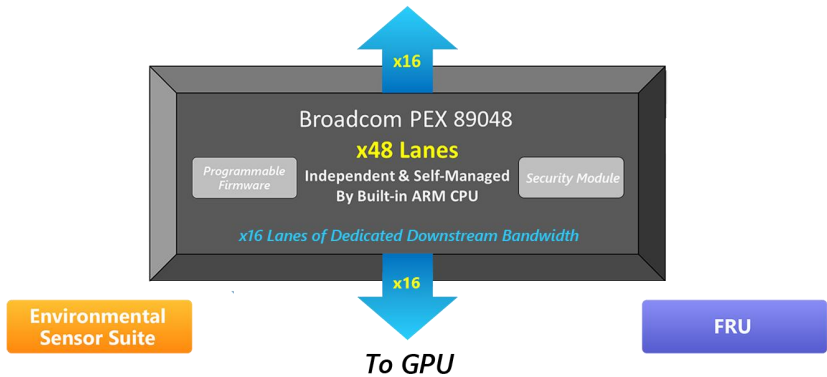 x16
Broadcom PEX 89048
x48 Lanes
Programmable
Firmware
Independent & Self-Managed
By Built-in ARM CPU
Security Module
x16 Lanes of Dedicated Downstream Bandwidth
x16
Environmental
Sensor Suite
FRU
To GPU